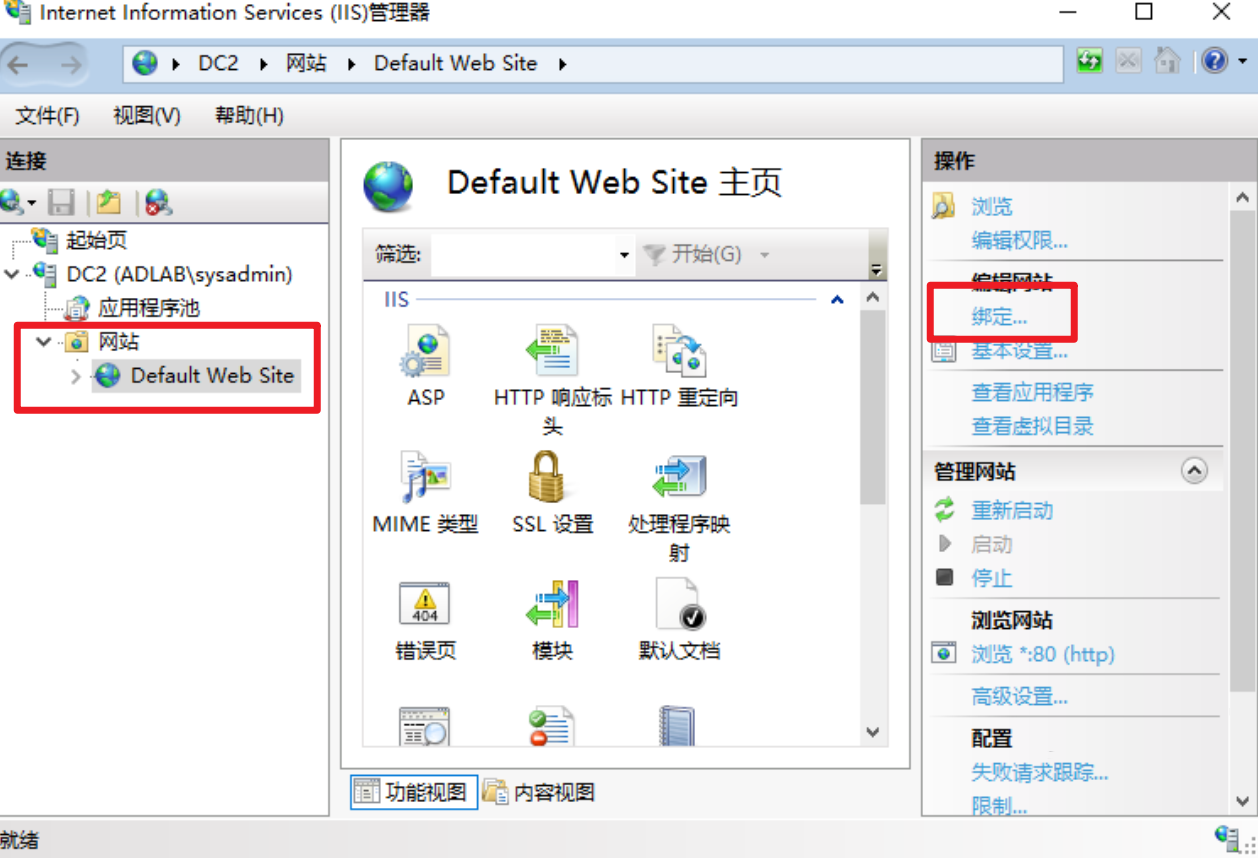 Internet Information Services (IIS)管理器
DC2 网站 Default Web Site
文件(F) 视图(V) 帮助(H)
连接
起始页
DC2 (ADLAB\sysadmin)
应用程序池
网站
Default Web Site
Default Web Site 主页
筛选: 开始(G)
IIS
ASP
HTTP 响应标
头
HTTP 重定向
MIME 类型
SSL 设置
处理程序映
射
404
错误页
模块
默认文档
功能视图 内容视图
操作
浏览
编辑权限...
编辑网站
绑定...
基本设置...
查看应用程序
查看虚拟目录
管理网站
重新启动
启动
停止
浏览网站
浏览 *:80 (http)
高级设置...
配置
失败请求跟踪...
限制...
就绪